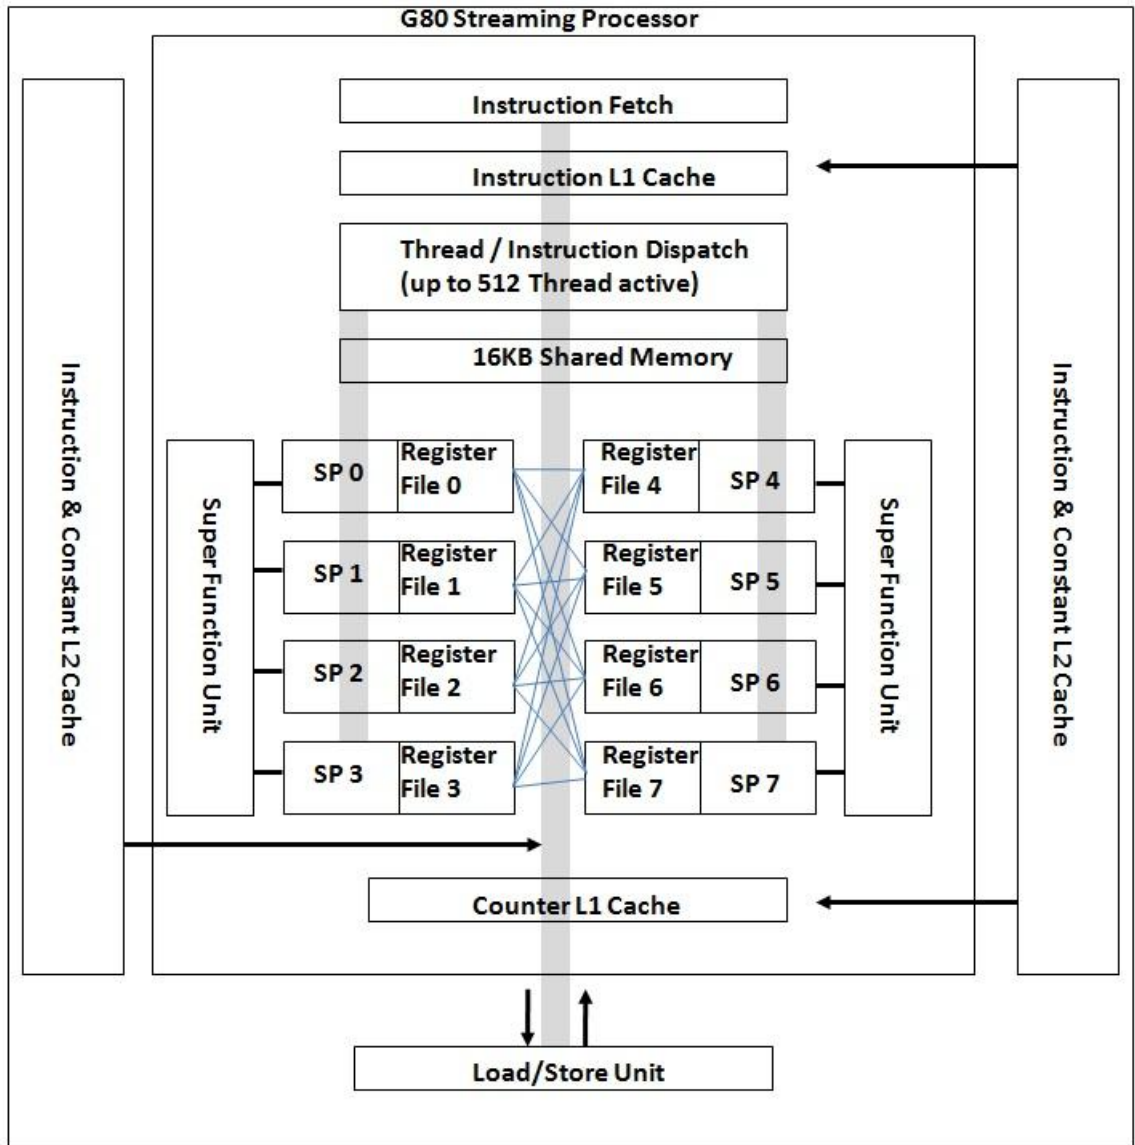 G80 Streaming Processor
Instruction Fetch
Instruction L1 Cache
Thread / Instruction Dispatch
(up to 512 Thread active)
16KB Shared Memory
Instruction & Constant L2 Cache
Super Function Unit
SP 0
Register
File 0
Register
File 4
SP 4
SP 1
Register
File 1
Register
File 5
SP 5
SP 2
Register
File 2
Register
File 6
SP 6
SP 3
Register
File 3
Register
File 7
SP 7
Super Function Unit
Instruction & Constant L2 Cache
Counter L1 Cache
Load/Store Unit